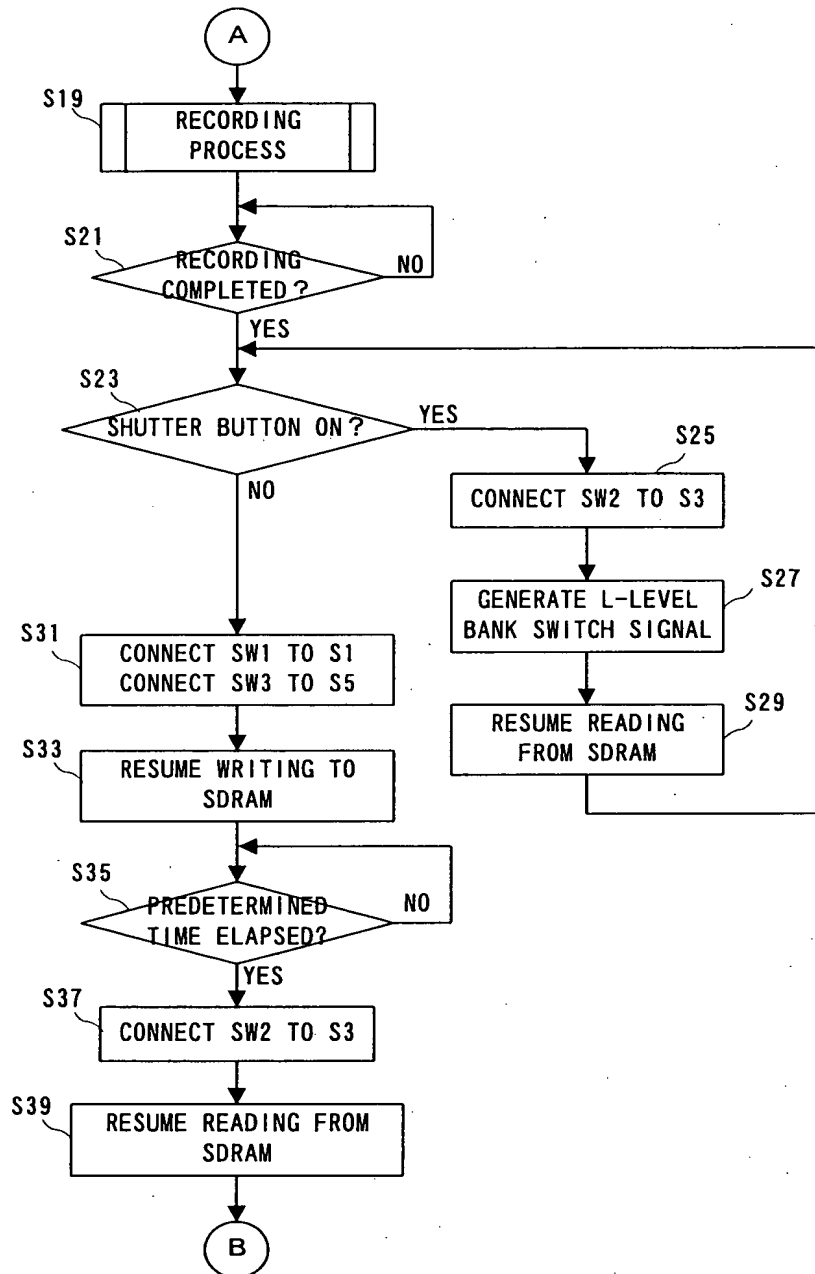 A
S19
RECORDING
PROCESS
S21
RECORDING
COMPLETED?
NO
YES
S23
SHUTTER BUTTON ON?
YES
NO
S25
CONNECT SW2 TO S3
S27
GENERATE L-LEVEL
BANK SWITCH SIGNAL
S29
RESUME READING
FROM SDRAM
S31
CONNECT SW1 TO S1
CONNECT SW3 TO S5
S33
RESUME WRITING TO
SDRAM
S35
PREDETERMINED
TIME ELAPSED?
NO
YES
S37
CONNECT SW2 TO S3
S39
RESUME READING FROM
SDRAM
B